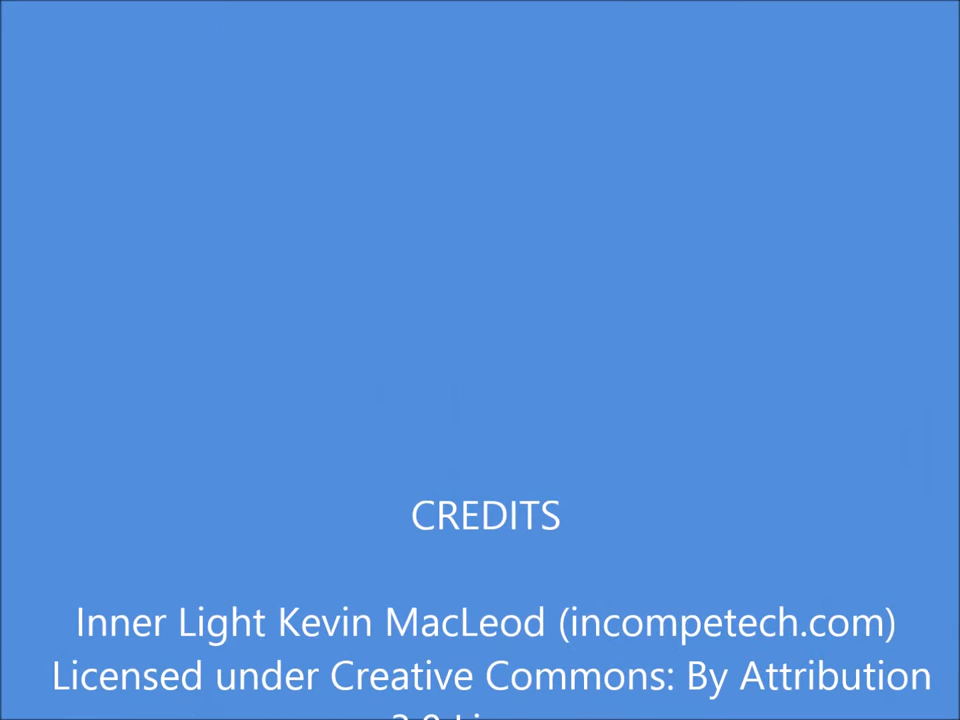 CREDITS
Inner Light Kevin MacLeod (incompetech.com)
Licensed under Creative Commons: By Attribution